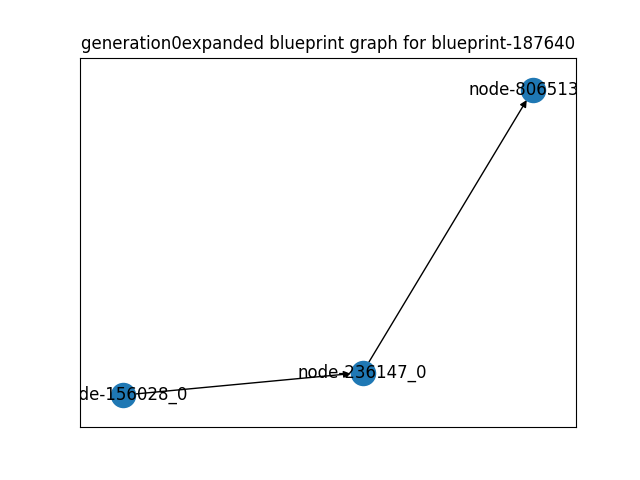 generation0expanded blueprint graph for blueprint-187640
node-806513
node-236147_0
de-156028_0